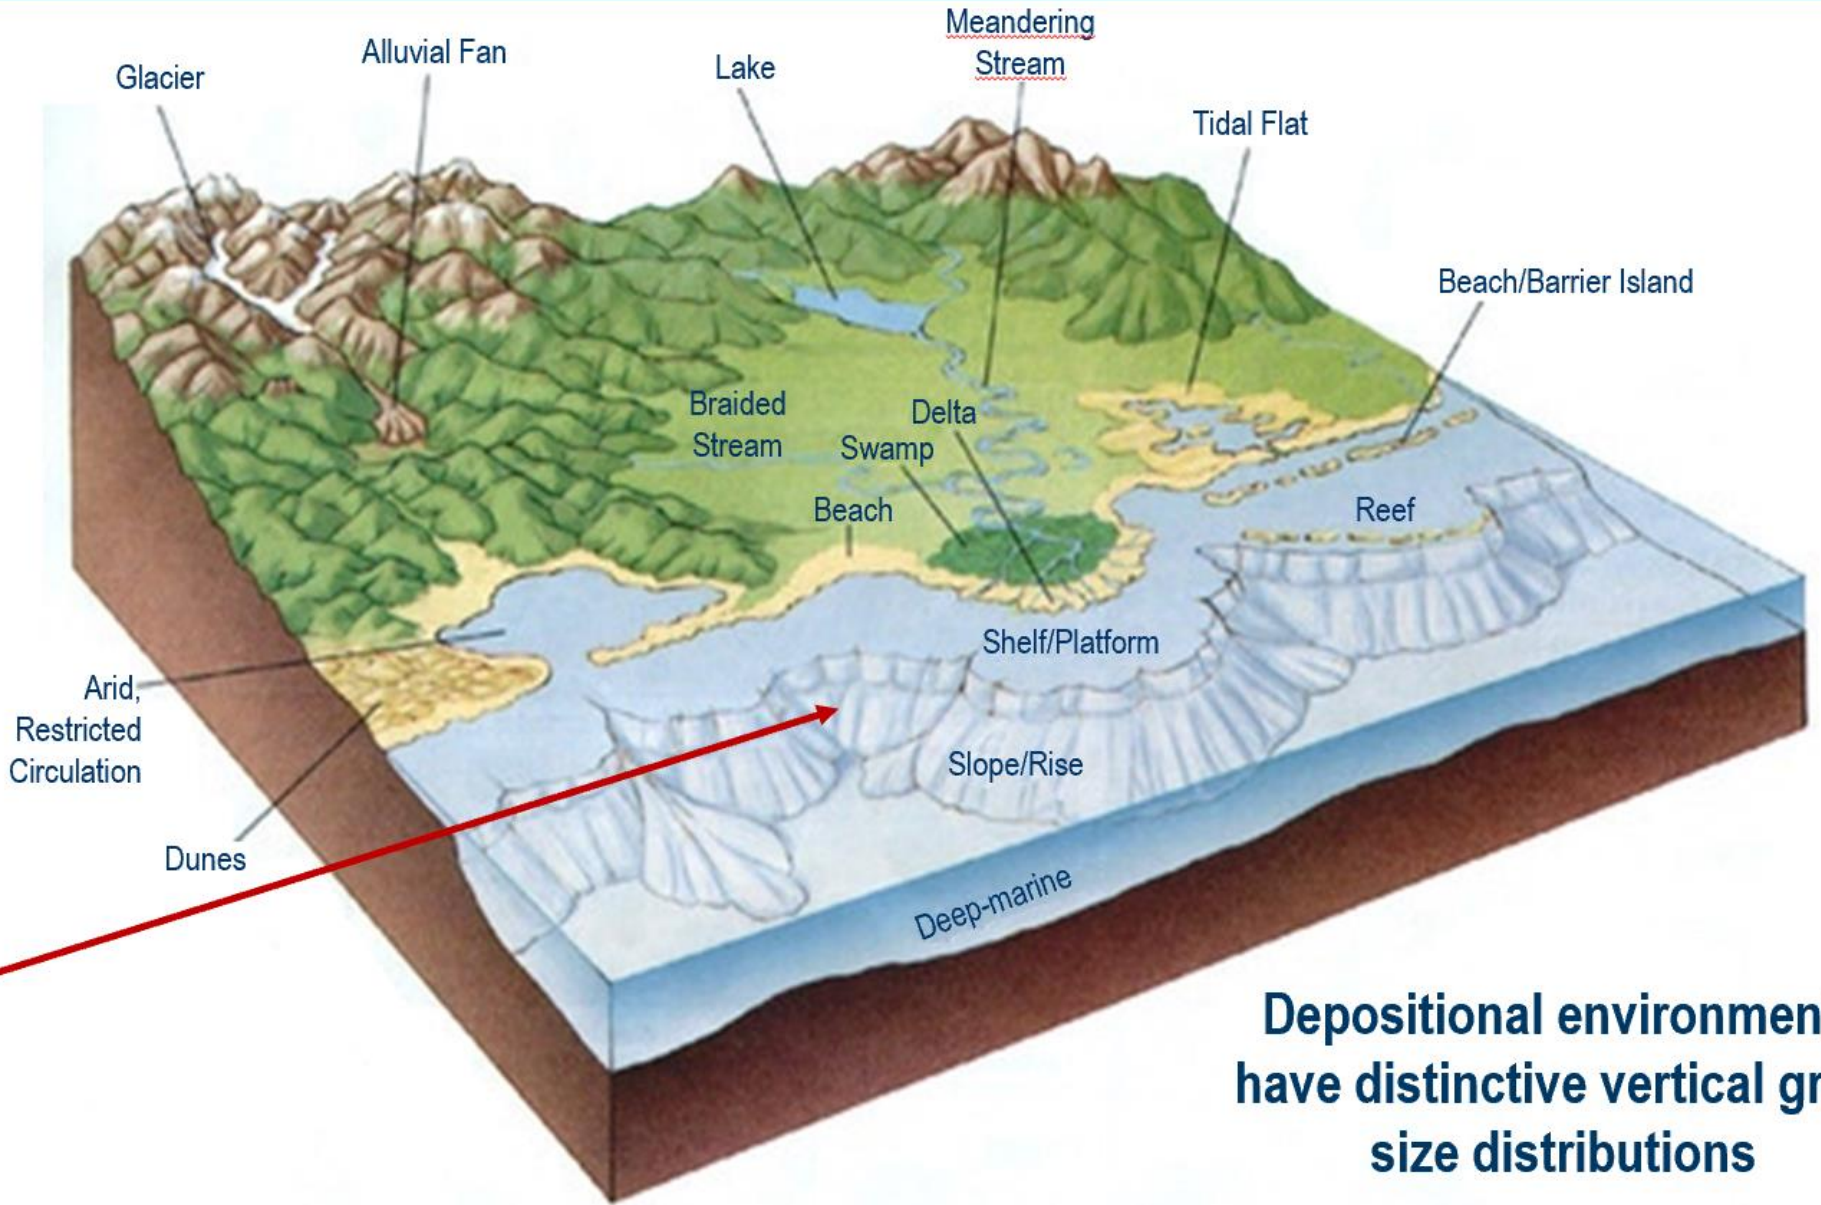 Meandering
Stream
Alluvial Fan
Lake
Glacier
Tidal Flat
Beach/Barrier Island
Braided
Stream
Delta
Swamp
Beach
Reef
Shelf/Platform
Arid,
Restricted
Circulation
Slope/Rise
Dunes
Deep-marine
Depositional environmen
have distinctive vertical gr
size distributions